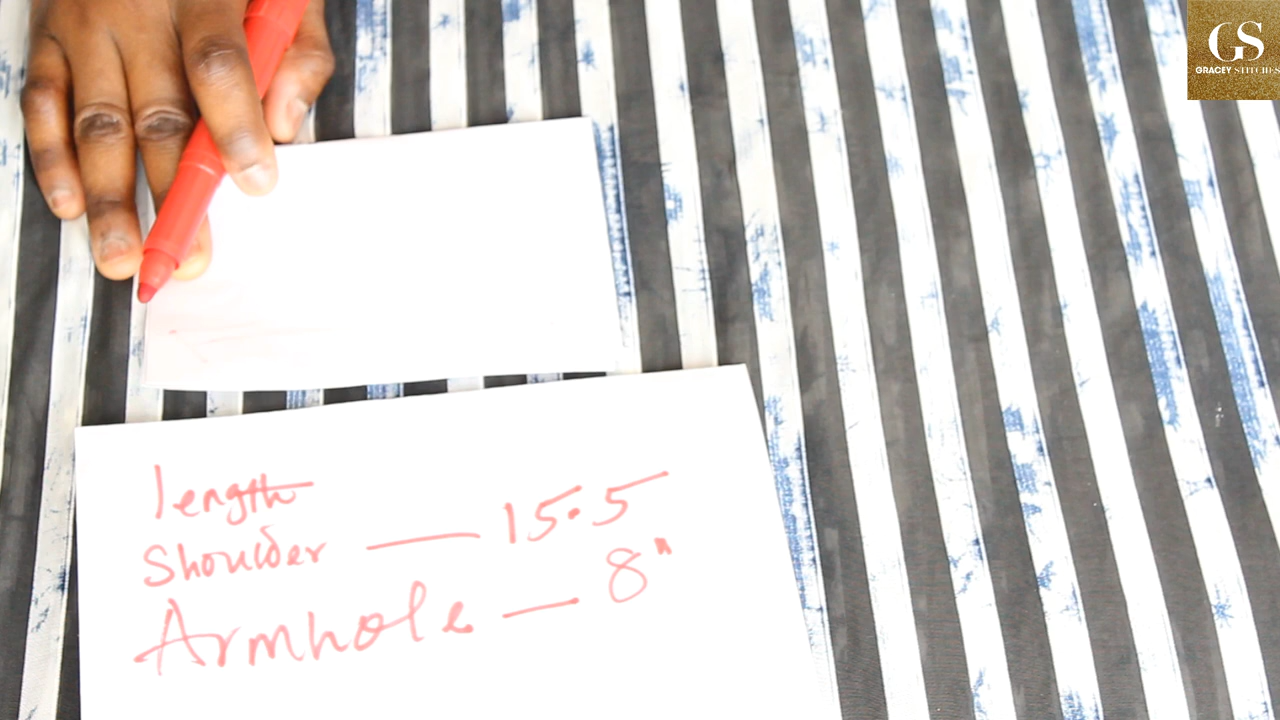 GS
GRACEY STITCHES
length
Shoulder — 15.5
Armhole — 8"